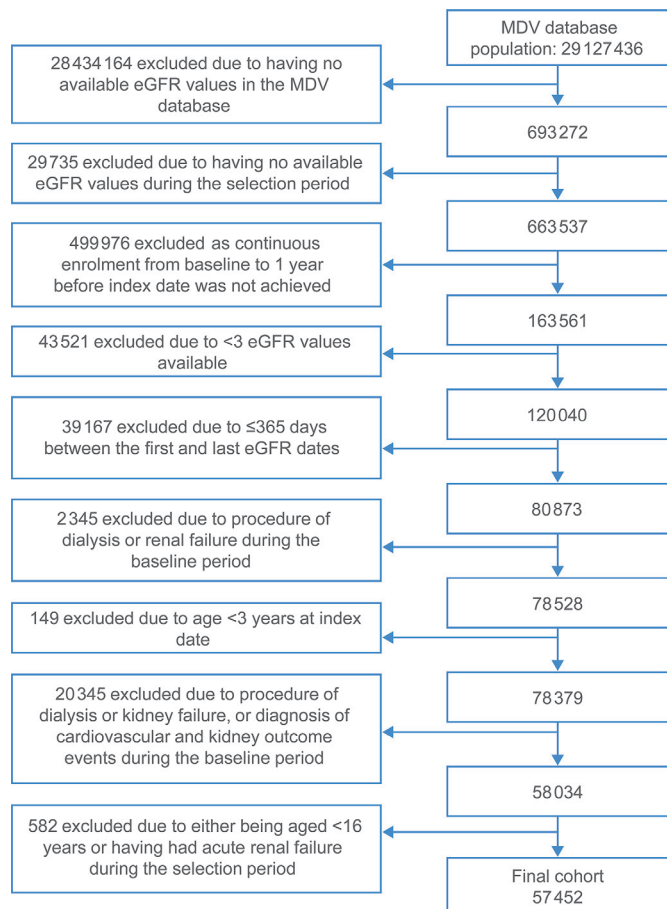 MDV database
population: 29 127 436
28 434 164 excluded due to having no
available eGFR values in the MDV
database
693 272
29 735 excluded due to having no available
eGFR values during the selection period
663 537
499 976 excluded as continuous
enrolment from baseline to 1 year
before index date was not achieved
163 561
43 521 excluded due to <3 eGFR values
available
120 040
39 167 excluded due to ≤365 days
between the first and last eGFR dates
80 873
2 345 excluded due to procedure of
dialysis or renal failure during the
baseline period
78 528
149 excluded due to age <3 years at index
date
78 379
20 345 excluded due to procedure of
dialysis or kidney failure, or diagnosis of
cardiovascular and kidney outcome
events during the baseline period
58 034
582 excluded due to either being aged <16
years or having had acute renal failure
during the selection period
Final cohort
57 452